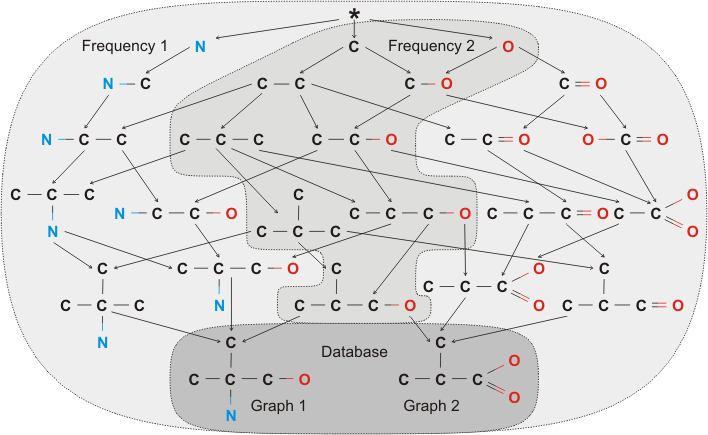 *
Frequency 1 N C Frequency 2 O
N C C C C O C O
N C C C C C C C O C C O O C O
C C C C C O
N N C C O C C C C C O C C C O C C O
C C C C C O C
C C C O C C C O
C C C N C C C O C C C O
N C C
Database O
C C C O C C C
N Graph 1 Graph 2 O